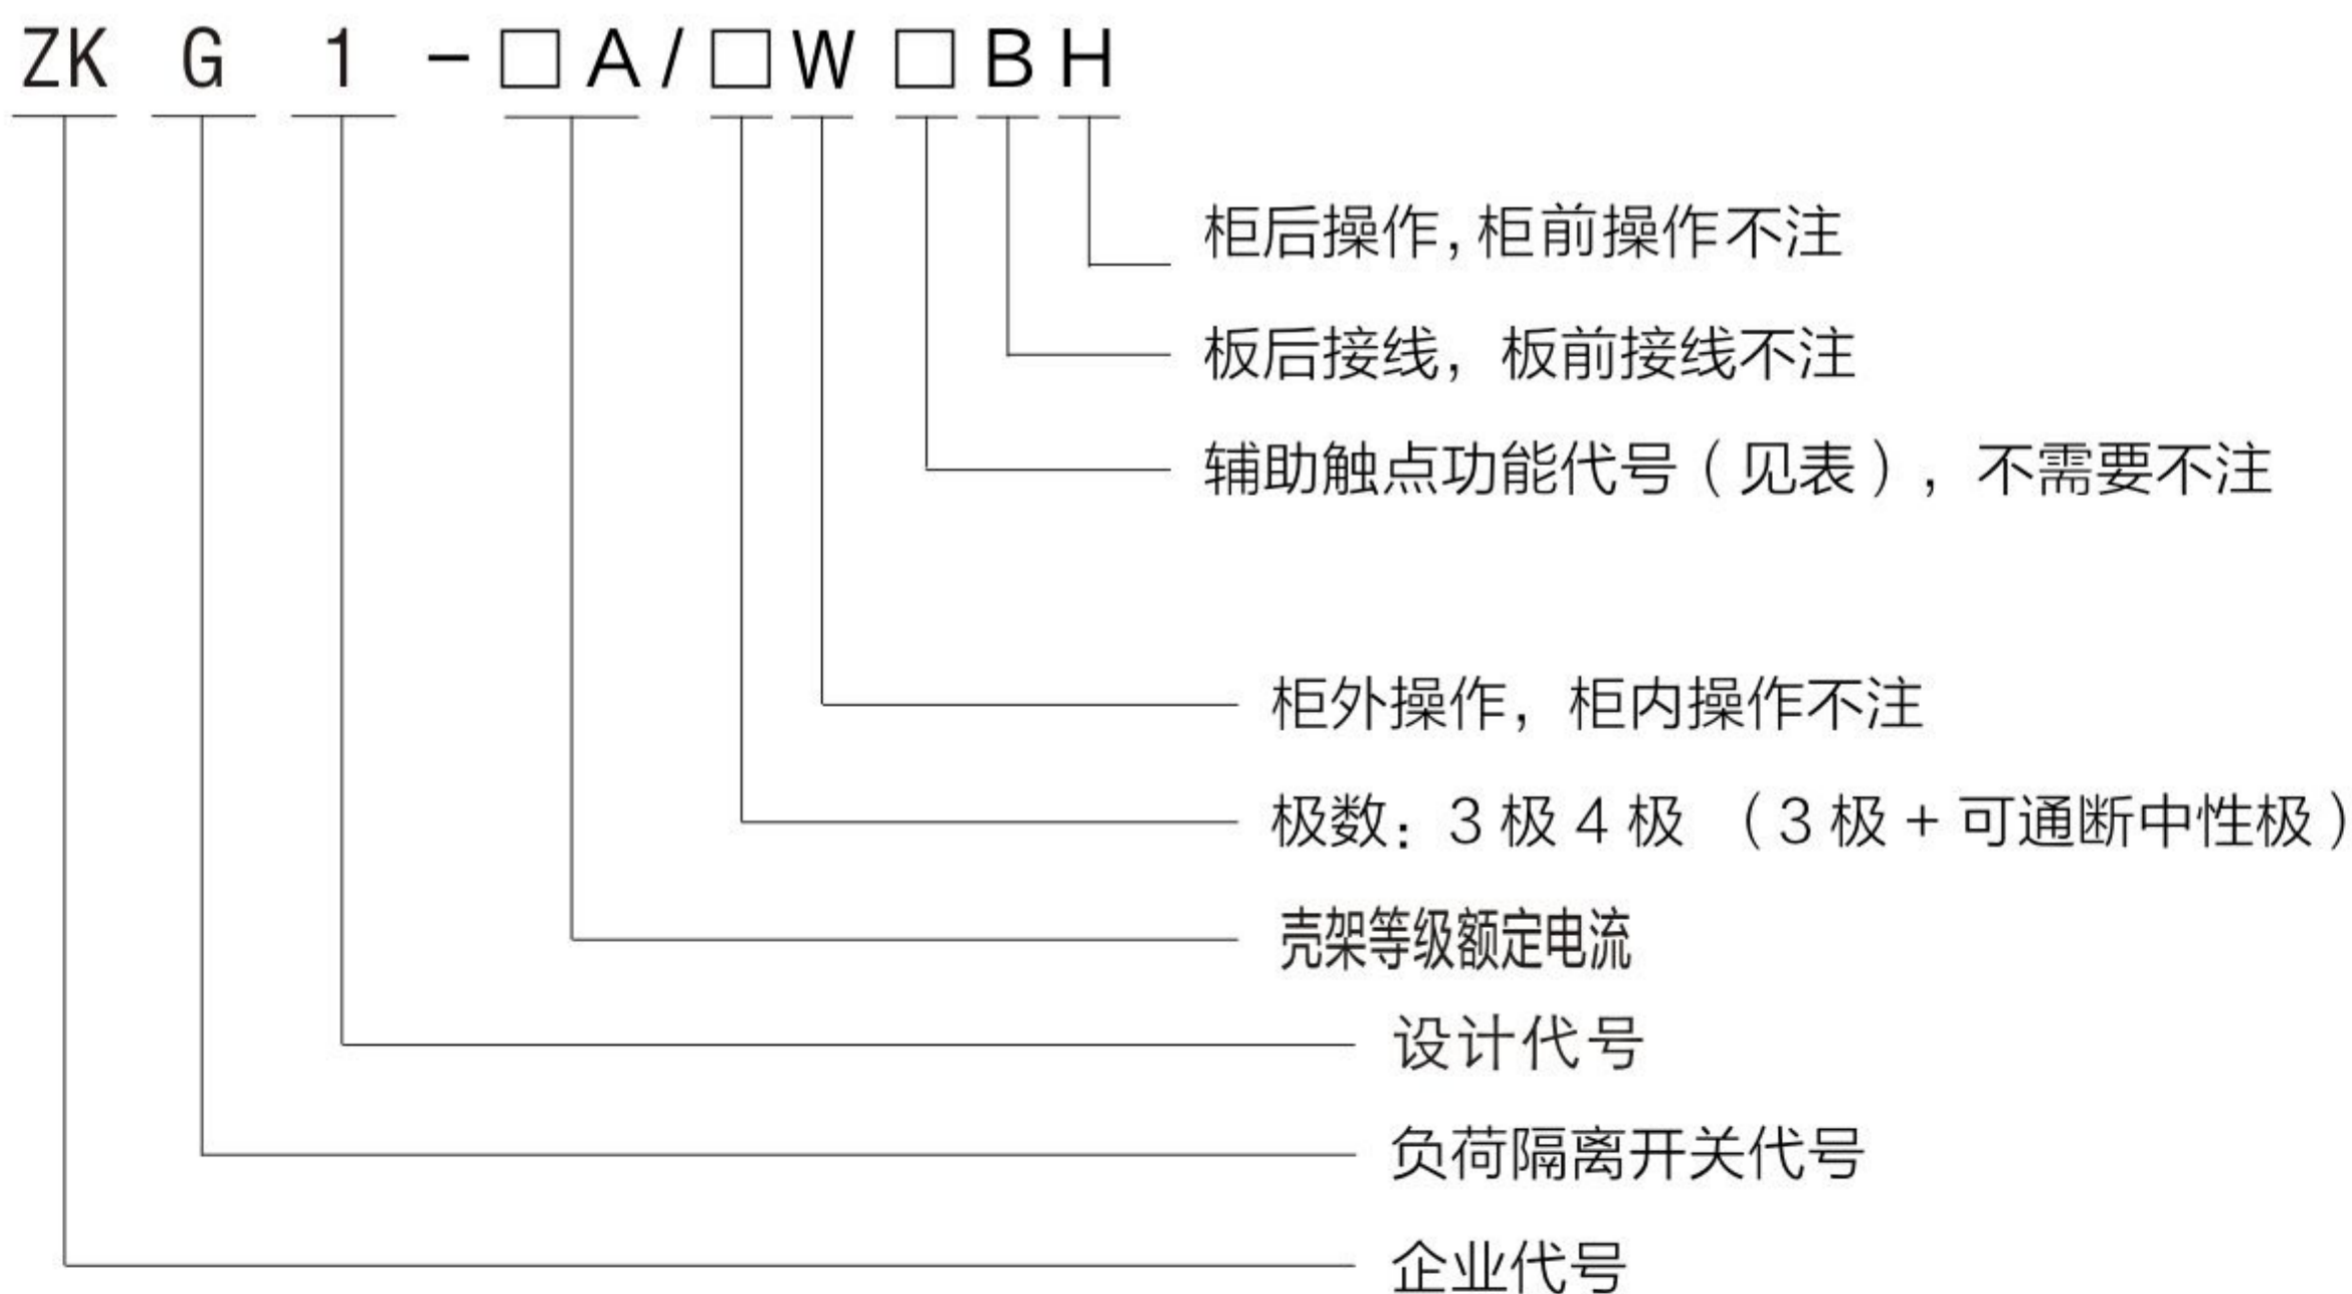 ZK G 1 - □ A / □ W □ B H
柜后操作, 柜前操作不注
板后接线，板前接线不注
辅助触点功能代号（见表），不需要不注
柜外操作，柜内操作不注
极数：3 极 4 极 （3 极 + 可通断中性极）
壳架等级额定电流
设计代号
负荷隔离开关代号
企业代号